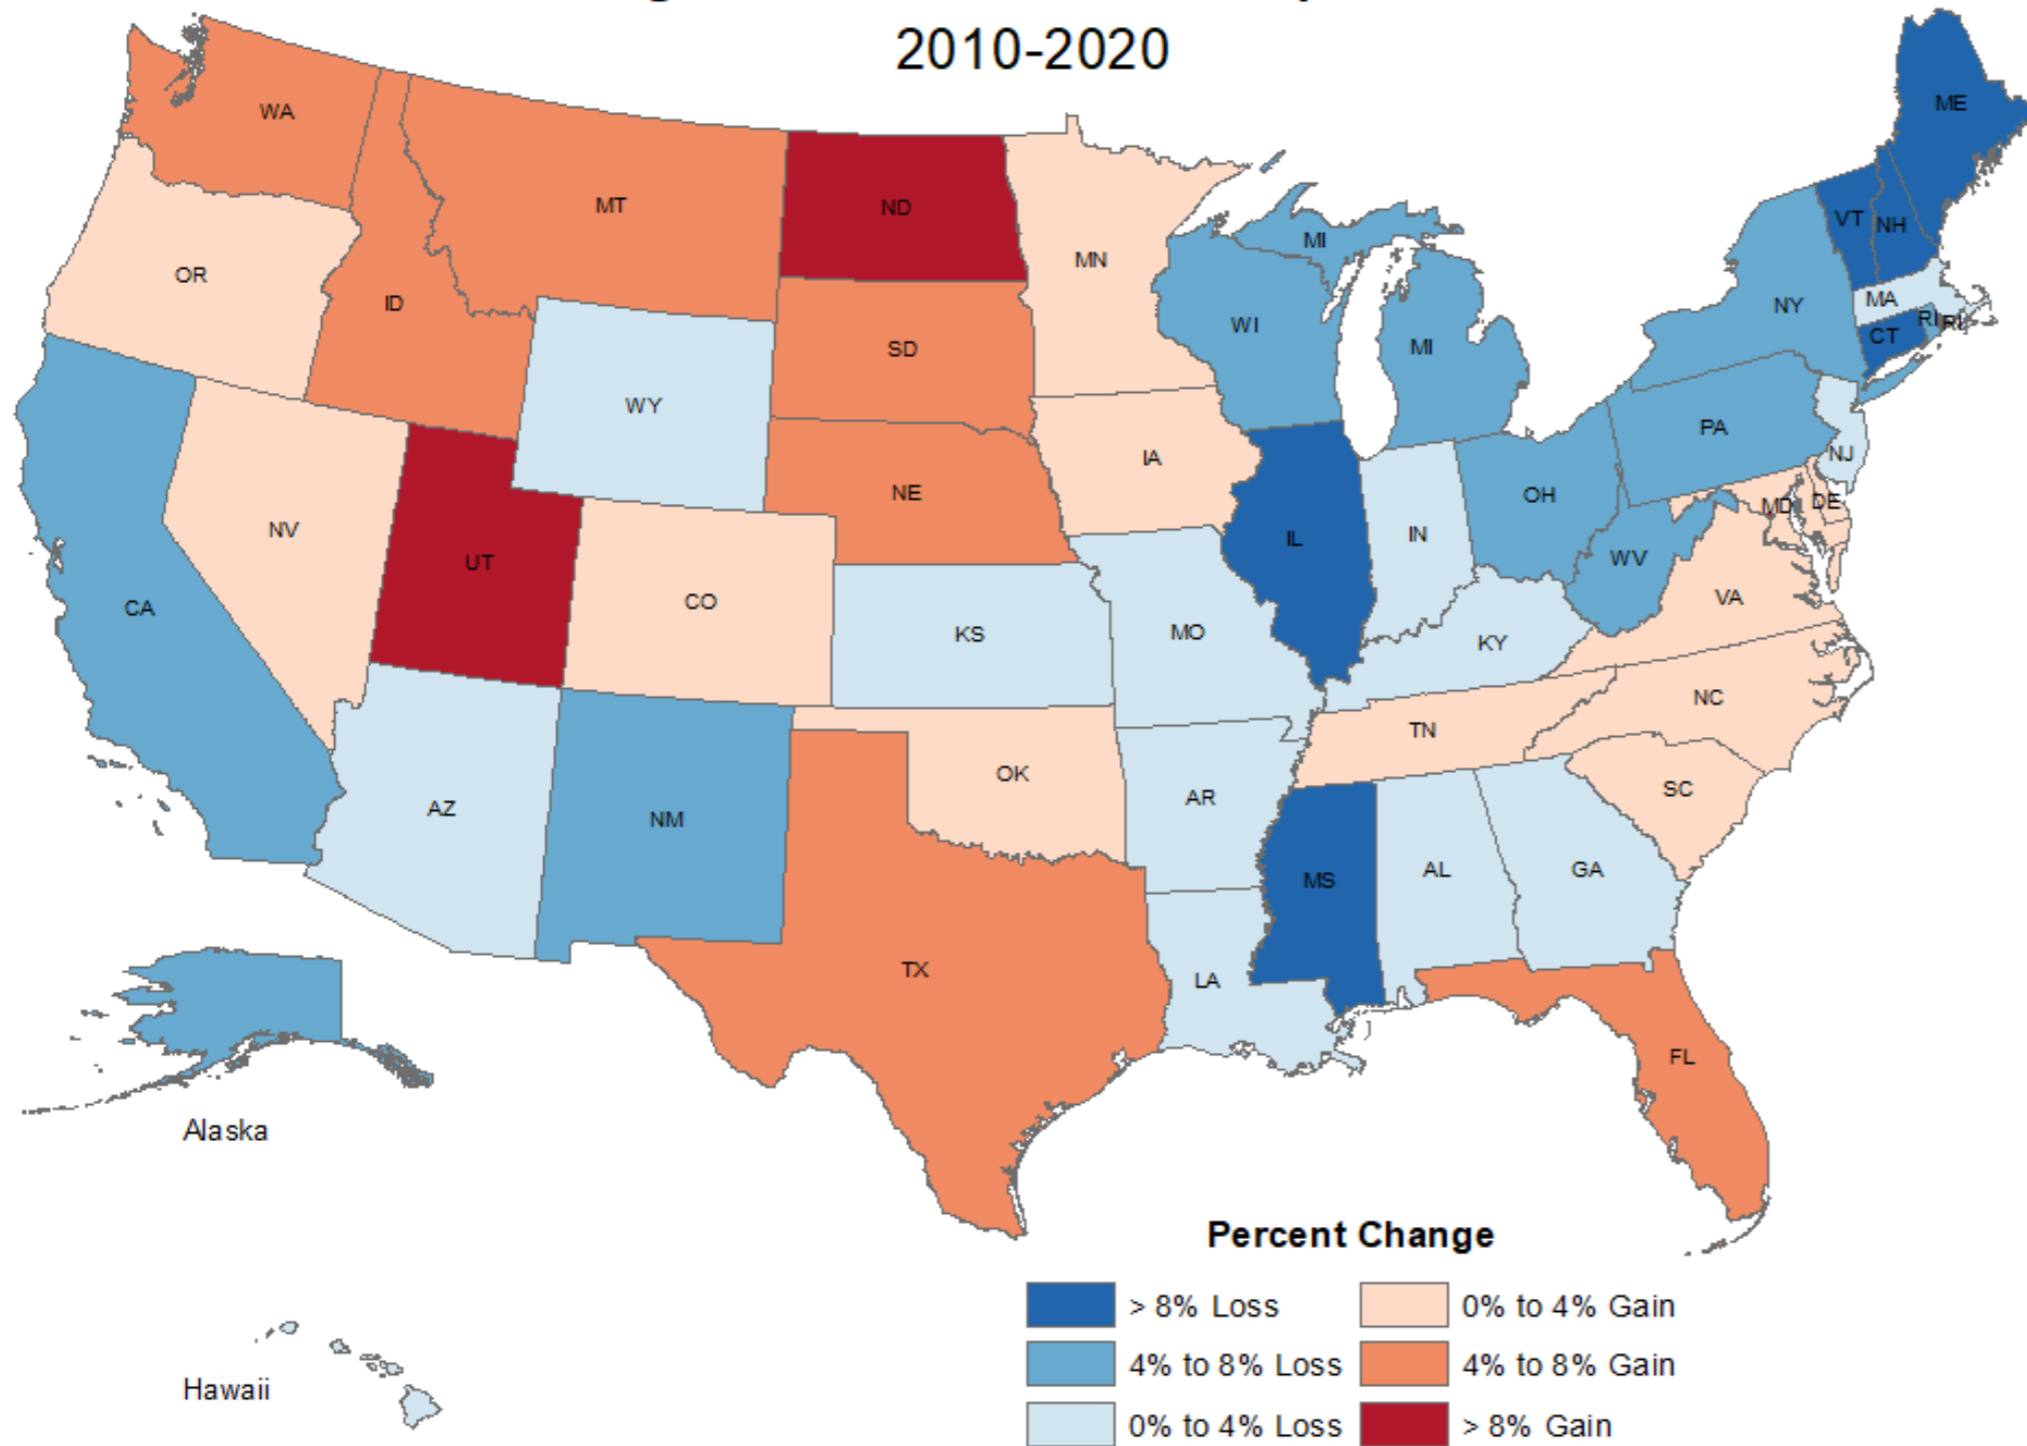 2010-2020
WA
ME
MT
ND
VT
NH
OR
MN
MI
ID
NY
MA
RI
RI
WI
CT
SD
MI
WY
PA
IA
NJ
NE
OH
MD
DE
NV
IN
IL
UT
WV
CO
VA
CA
KS
MO
KY
NC
TN
OK
SC
AR
AZ
NM
AL
GA
MS
TX
LA
FL
Alaska
Percent Change
> 8% Loss
0% to 4% Gain
4% to 8% Loss
4% to 8% Gain
Hawaii
0% to 4% Loss
> 8% Gain